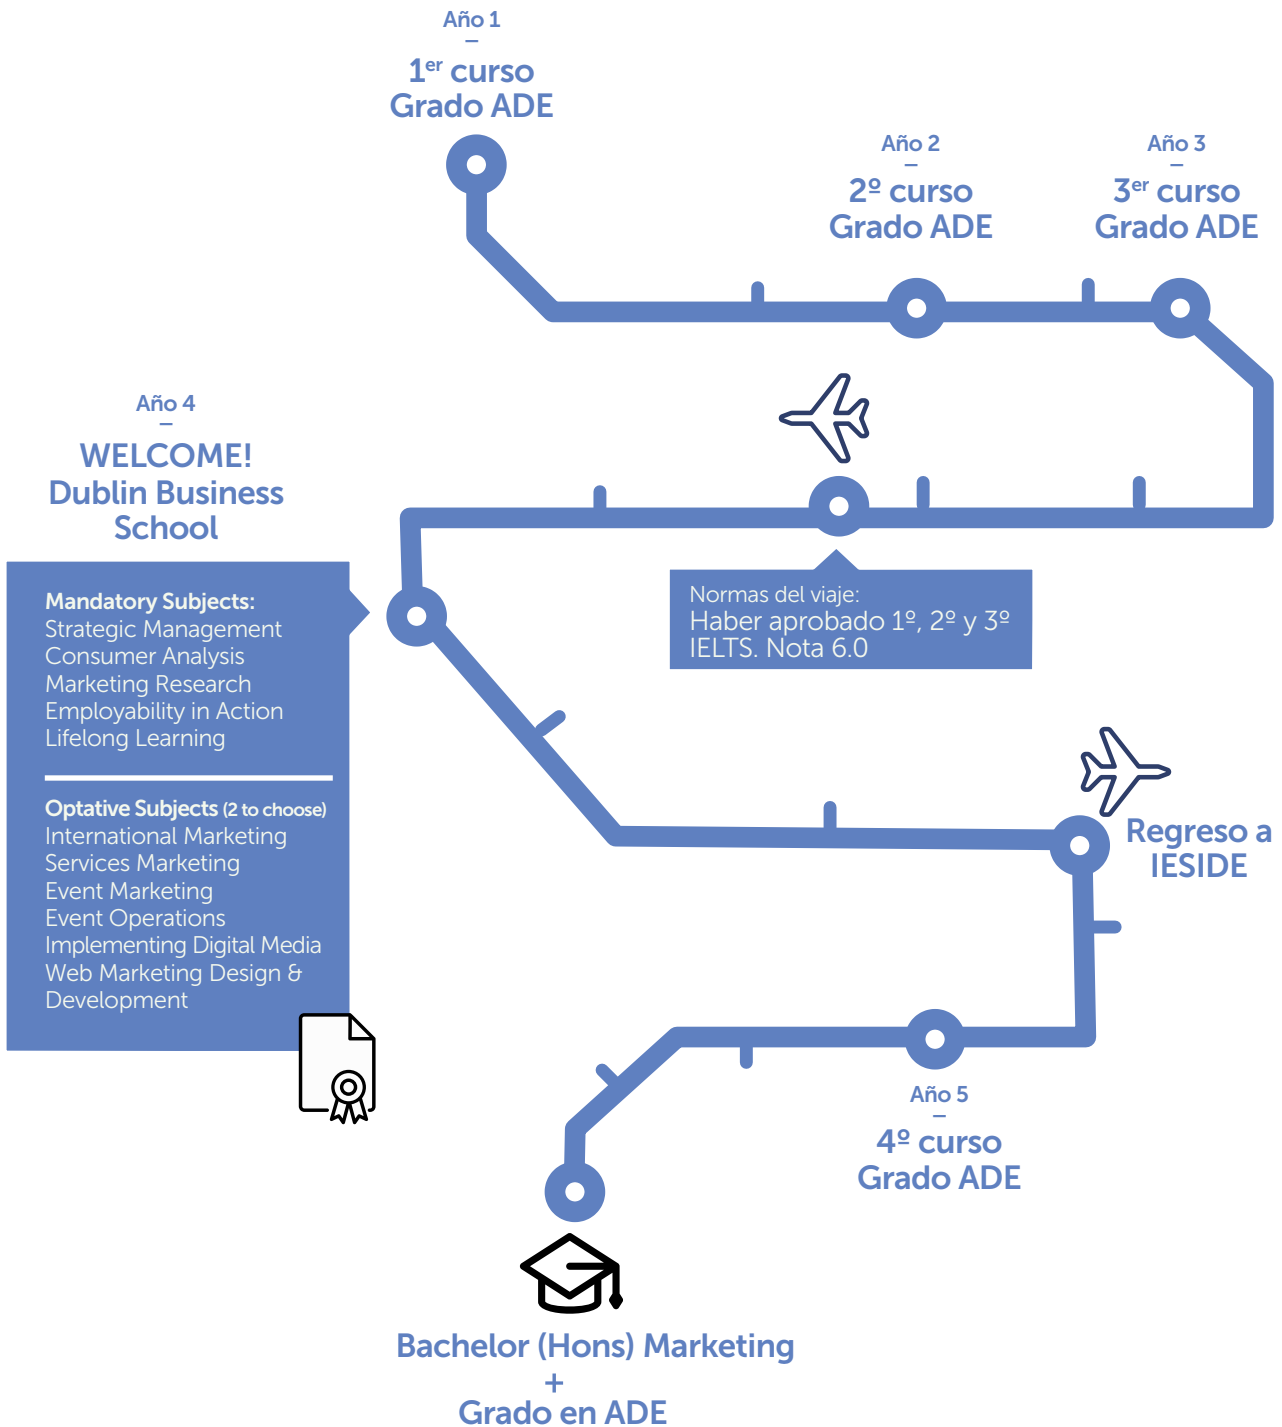 Año 1
–
1er curso
Grado ADE
Año 2
–
2º curso
Grado ADE
Año 3
–
3er curso
Grado ADE
Año 4
–
WELCOME!
Dublin Business
School
Mandatory Subjects:
Strategic Management
Consumer Analysis
Marketing Research
Employability in Action
Lifelong Learning
Optative Subjects (2 to choose)
International Marketing
Services Marketing
Event Marketing
Event Operations
Implementing Digital Media
Web Marketing Design &
Development
Normas del viaje:
Haber aprobado 1º, 2º y 3º
IELTS. Nota 6.0
Regreso a
IESIDE
Año 5
–
4º curso
Grado ADE
Bachelor (Hons) Marketing
+
Grado en ADE